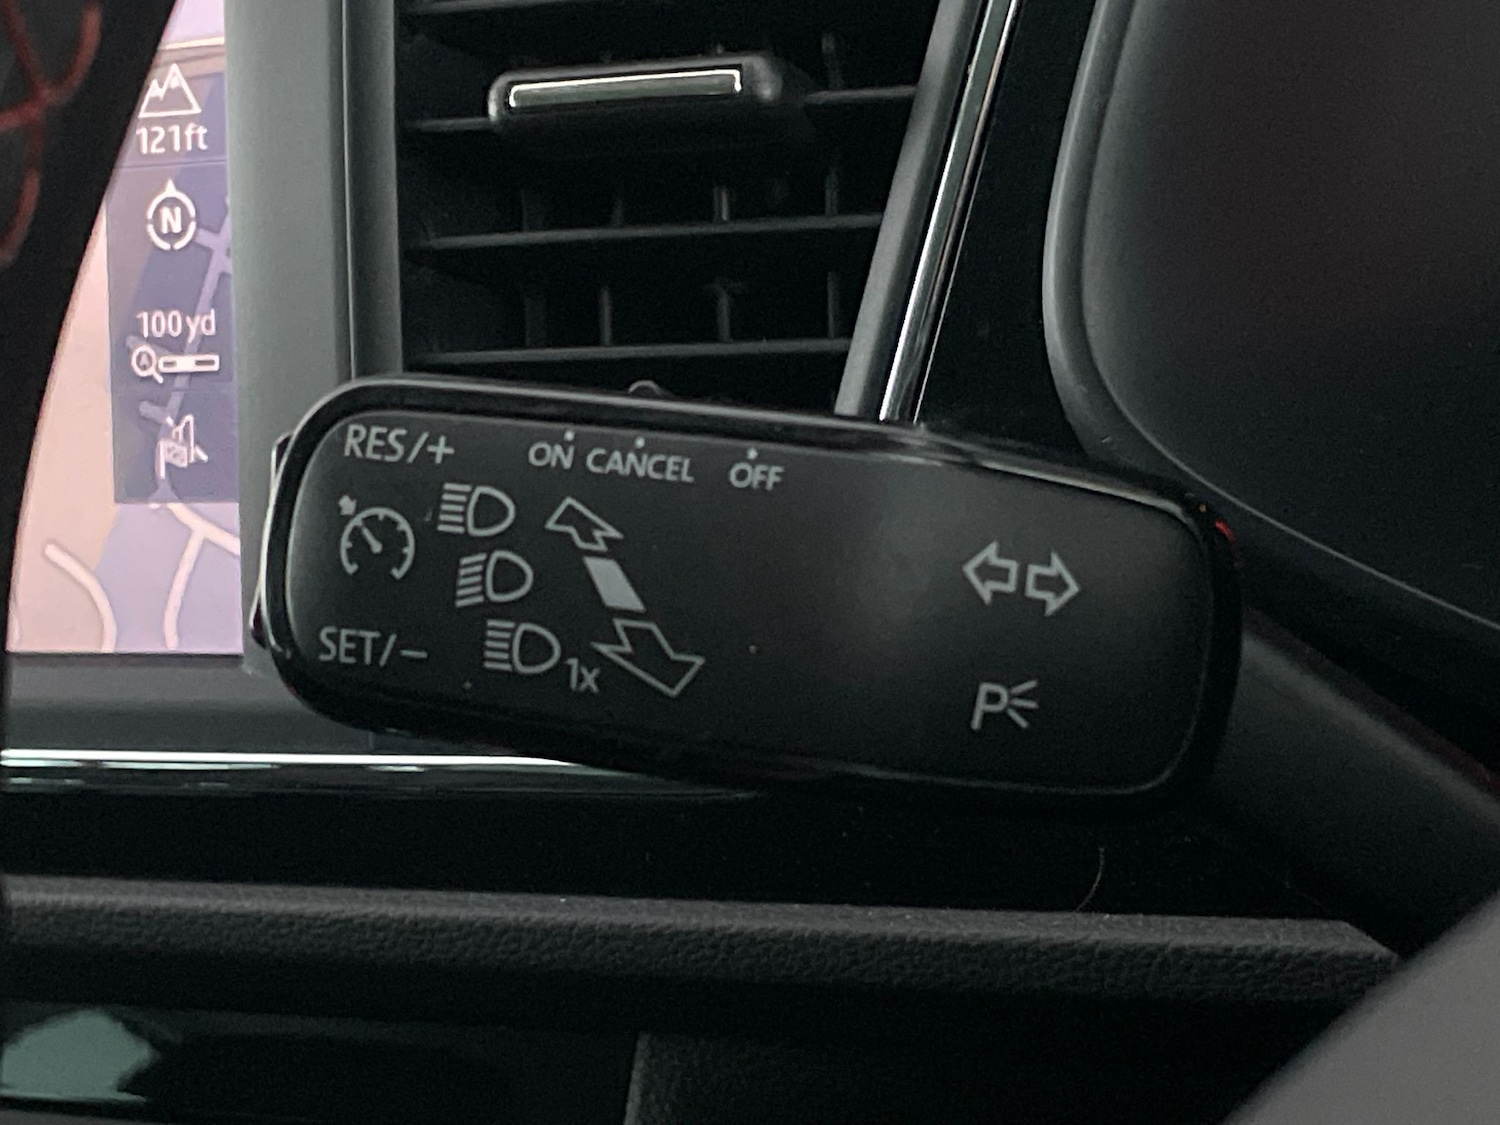 121ft
N
100yd
RES/+
ON CANCEL OFF
SET/−
1x
P